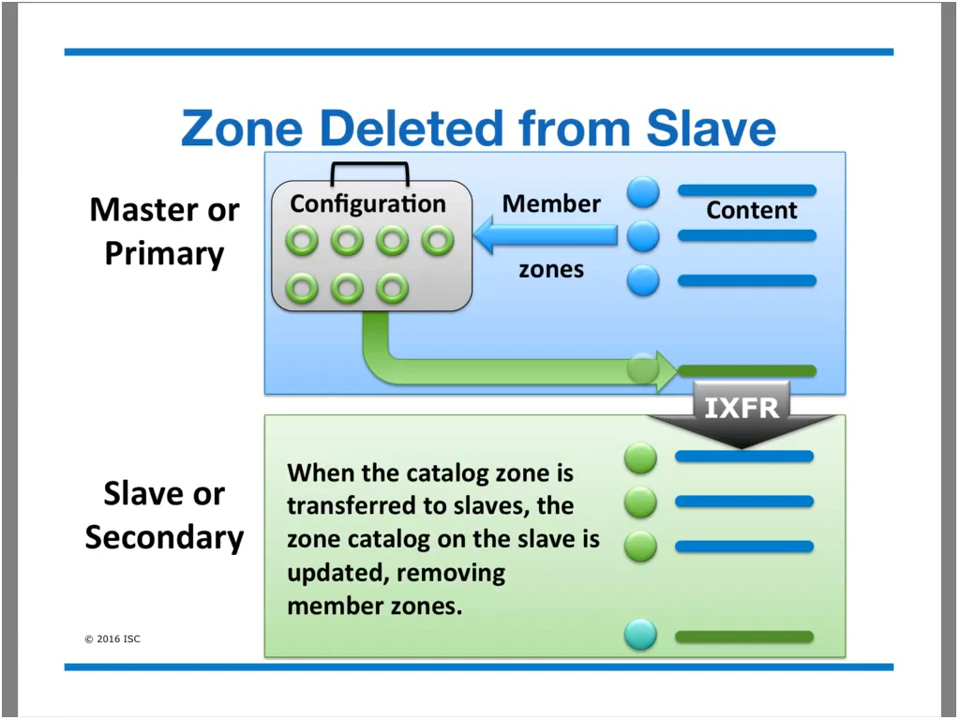 Zone Deleted from Slave
Master or
Primary
Configuration
Member
zones
Content
IXFR
Slave or
Secondary
When the catalog zone is
transferred to slaves, the
zone catalog on the slave is
updated, removing
member zones.
© 2016 ISC